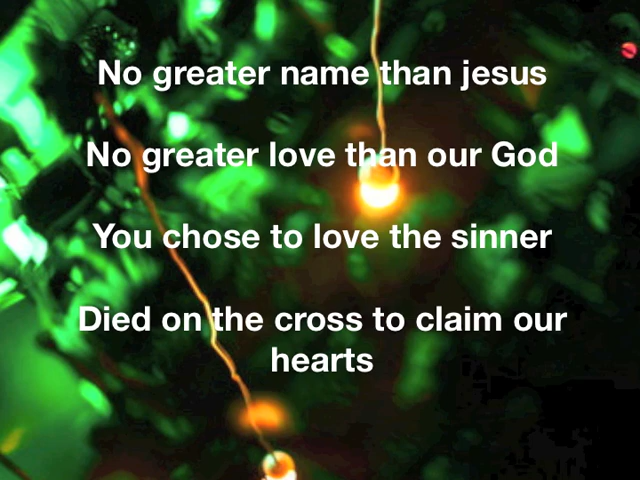 No greater name than jesus
No greater love than our God
You chose to love the sinner
Died on the cross to claim our
hearts